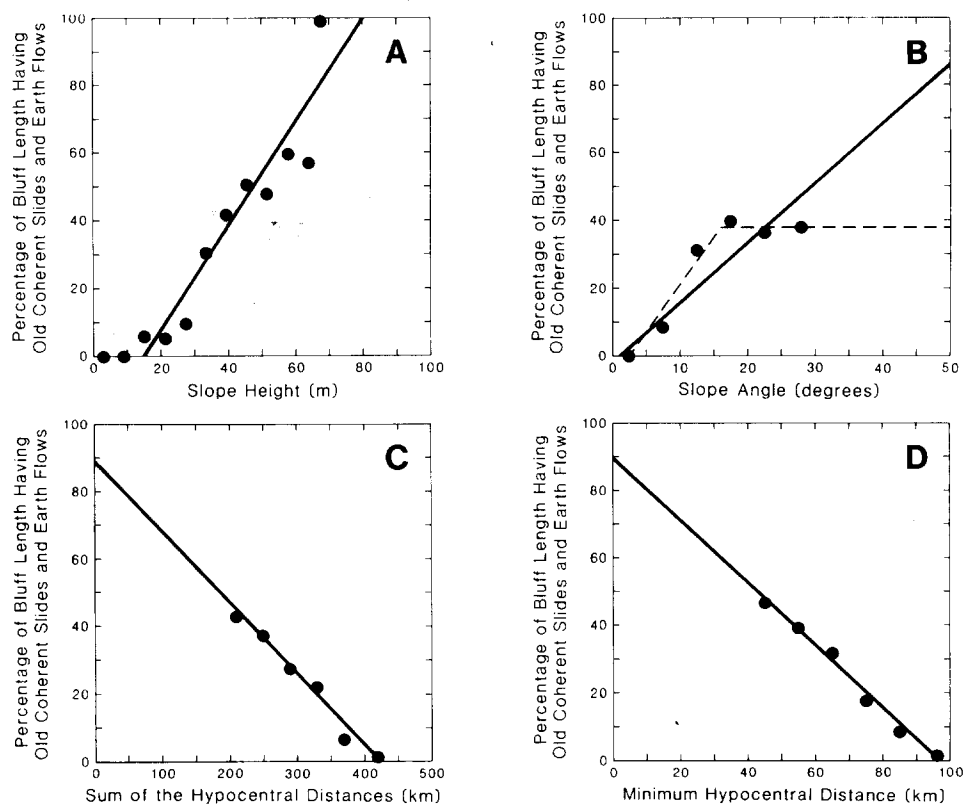 A
Percentage of Bluff Length Having
Old Coherent Slides and Earth Flows
100
80
60
40
20
0
0 20 40 60 80 100
Slope Height (m)
B
Percentage of Bluff Length Having
Old Coherent Slides and Earth Flows
100
80
60
40
20
0
0 10 20 30 40 50
Slope Angle (degrees)
C
Percentage of Bluff Length Having
Old Coherent Slides and Earth Flows
100
80
60
40
20
0
0 100 200 300 400 500
Sum of the Hypocentral Distances (km)
D
Percentage of Bluff Length Having
Old Coherent Slides and Earth Flows
100
80
60
40
20
0
0 20 40 60 80 100
Minimum Hypocentral Distance (km)